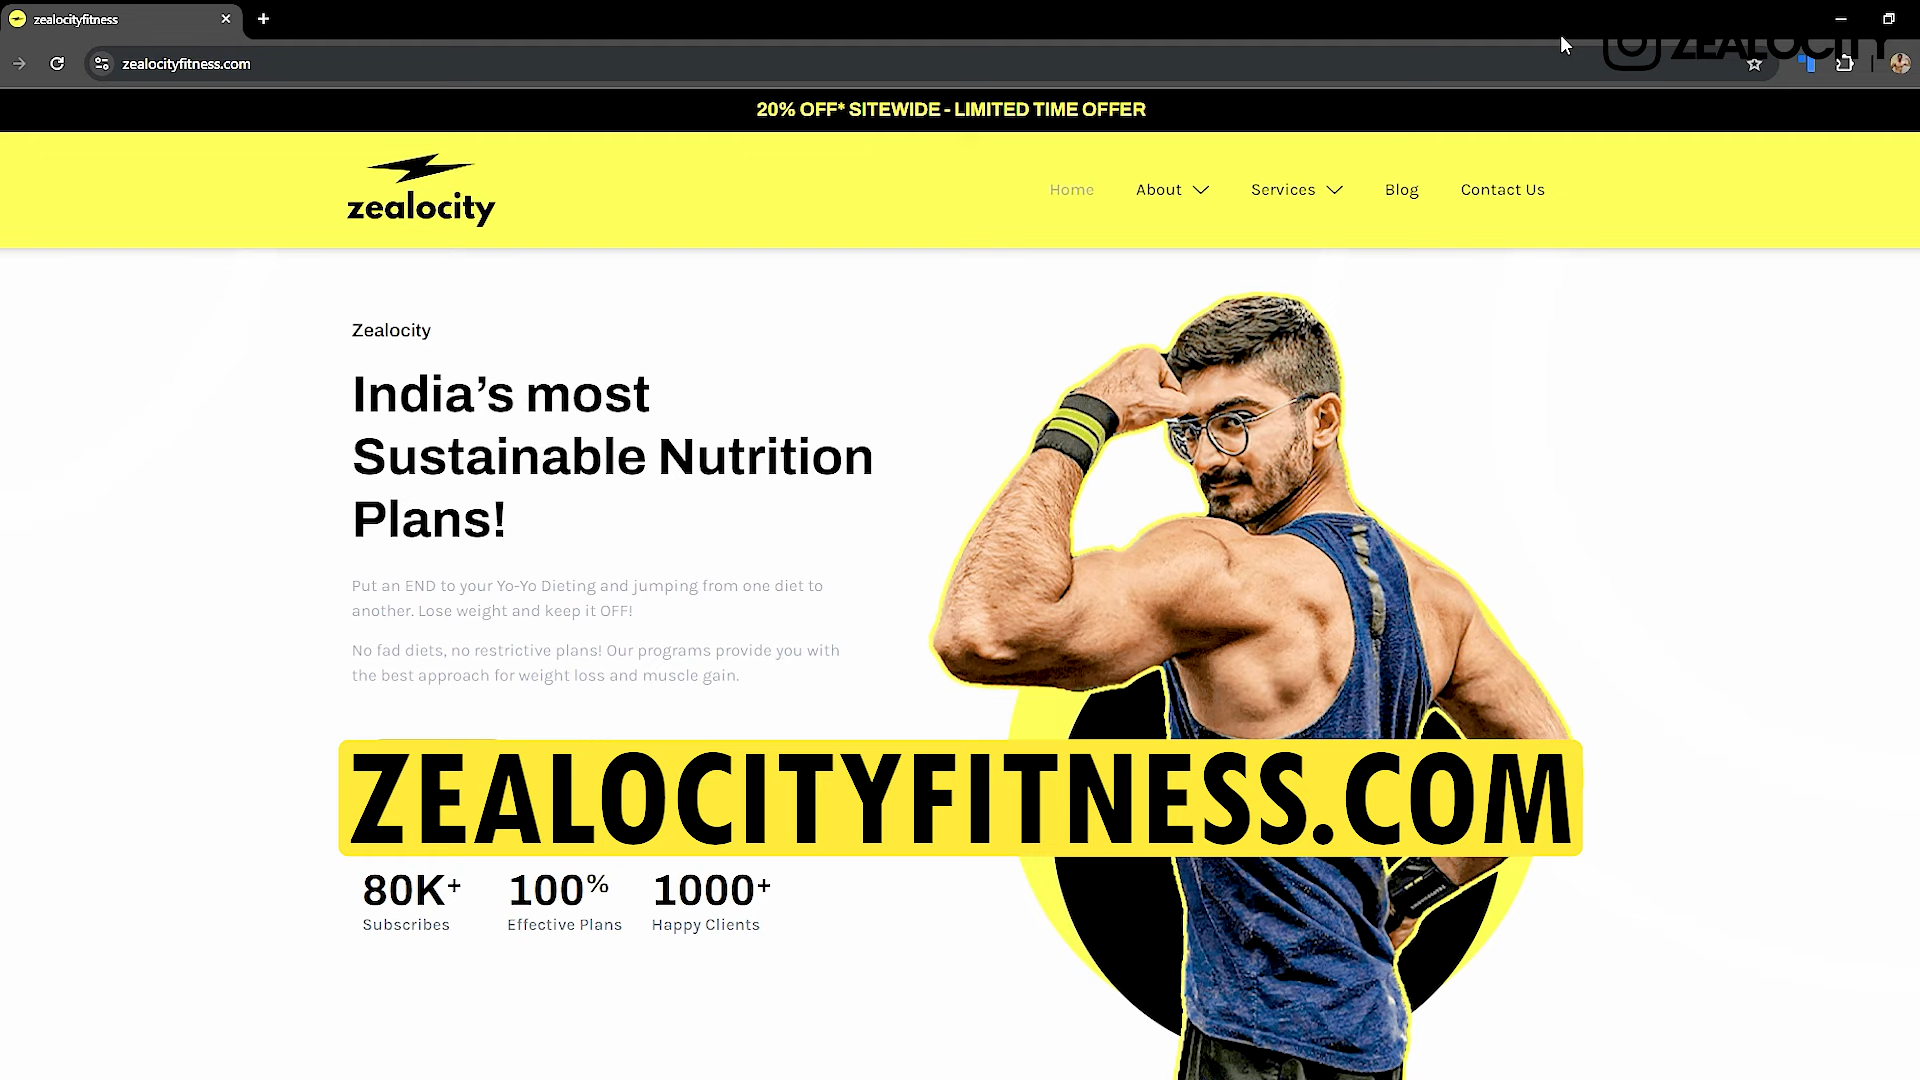 zealocityfitness
zealocityfitness.com
ZEALOCITY
20% OFF* SITEWIDE - LIMITED TIME OFFER
zealocity
Home
About
Services
Blog
Contact Us
Zealocity
India’s most
Sustainable Nutrition
Plans!
Put an END to your Yo-Yo Dieting and jumping from one diet to
another. Lose weight and keep it OFF!
No fad diets, no restrictive plans! Our programs provide you with
the best approach for weight loss and muscle gain.
ZEALOCITYFITNESS.COM
80K+
Subscribes
100%
Effective Plans
1000+
Happy Clients